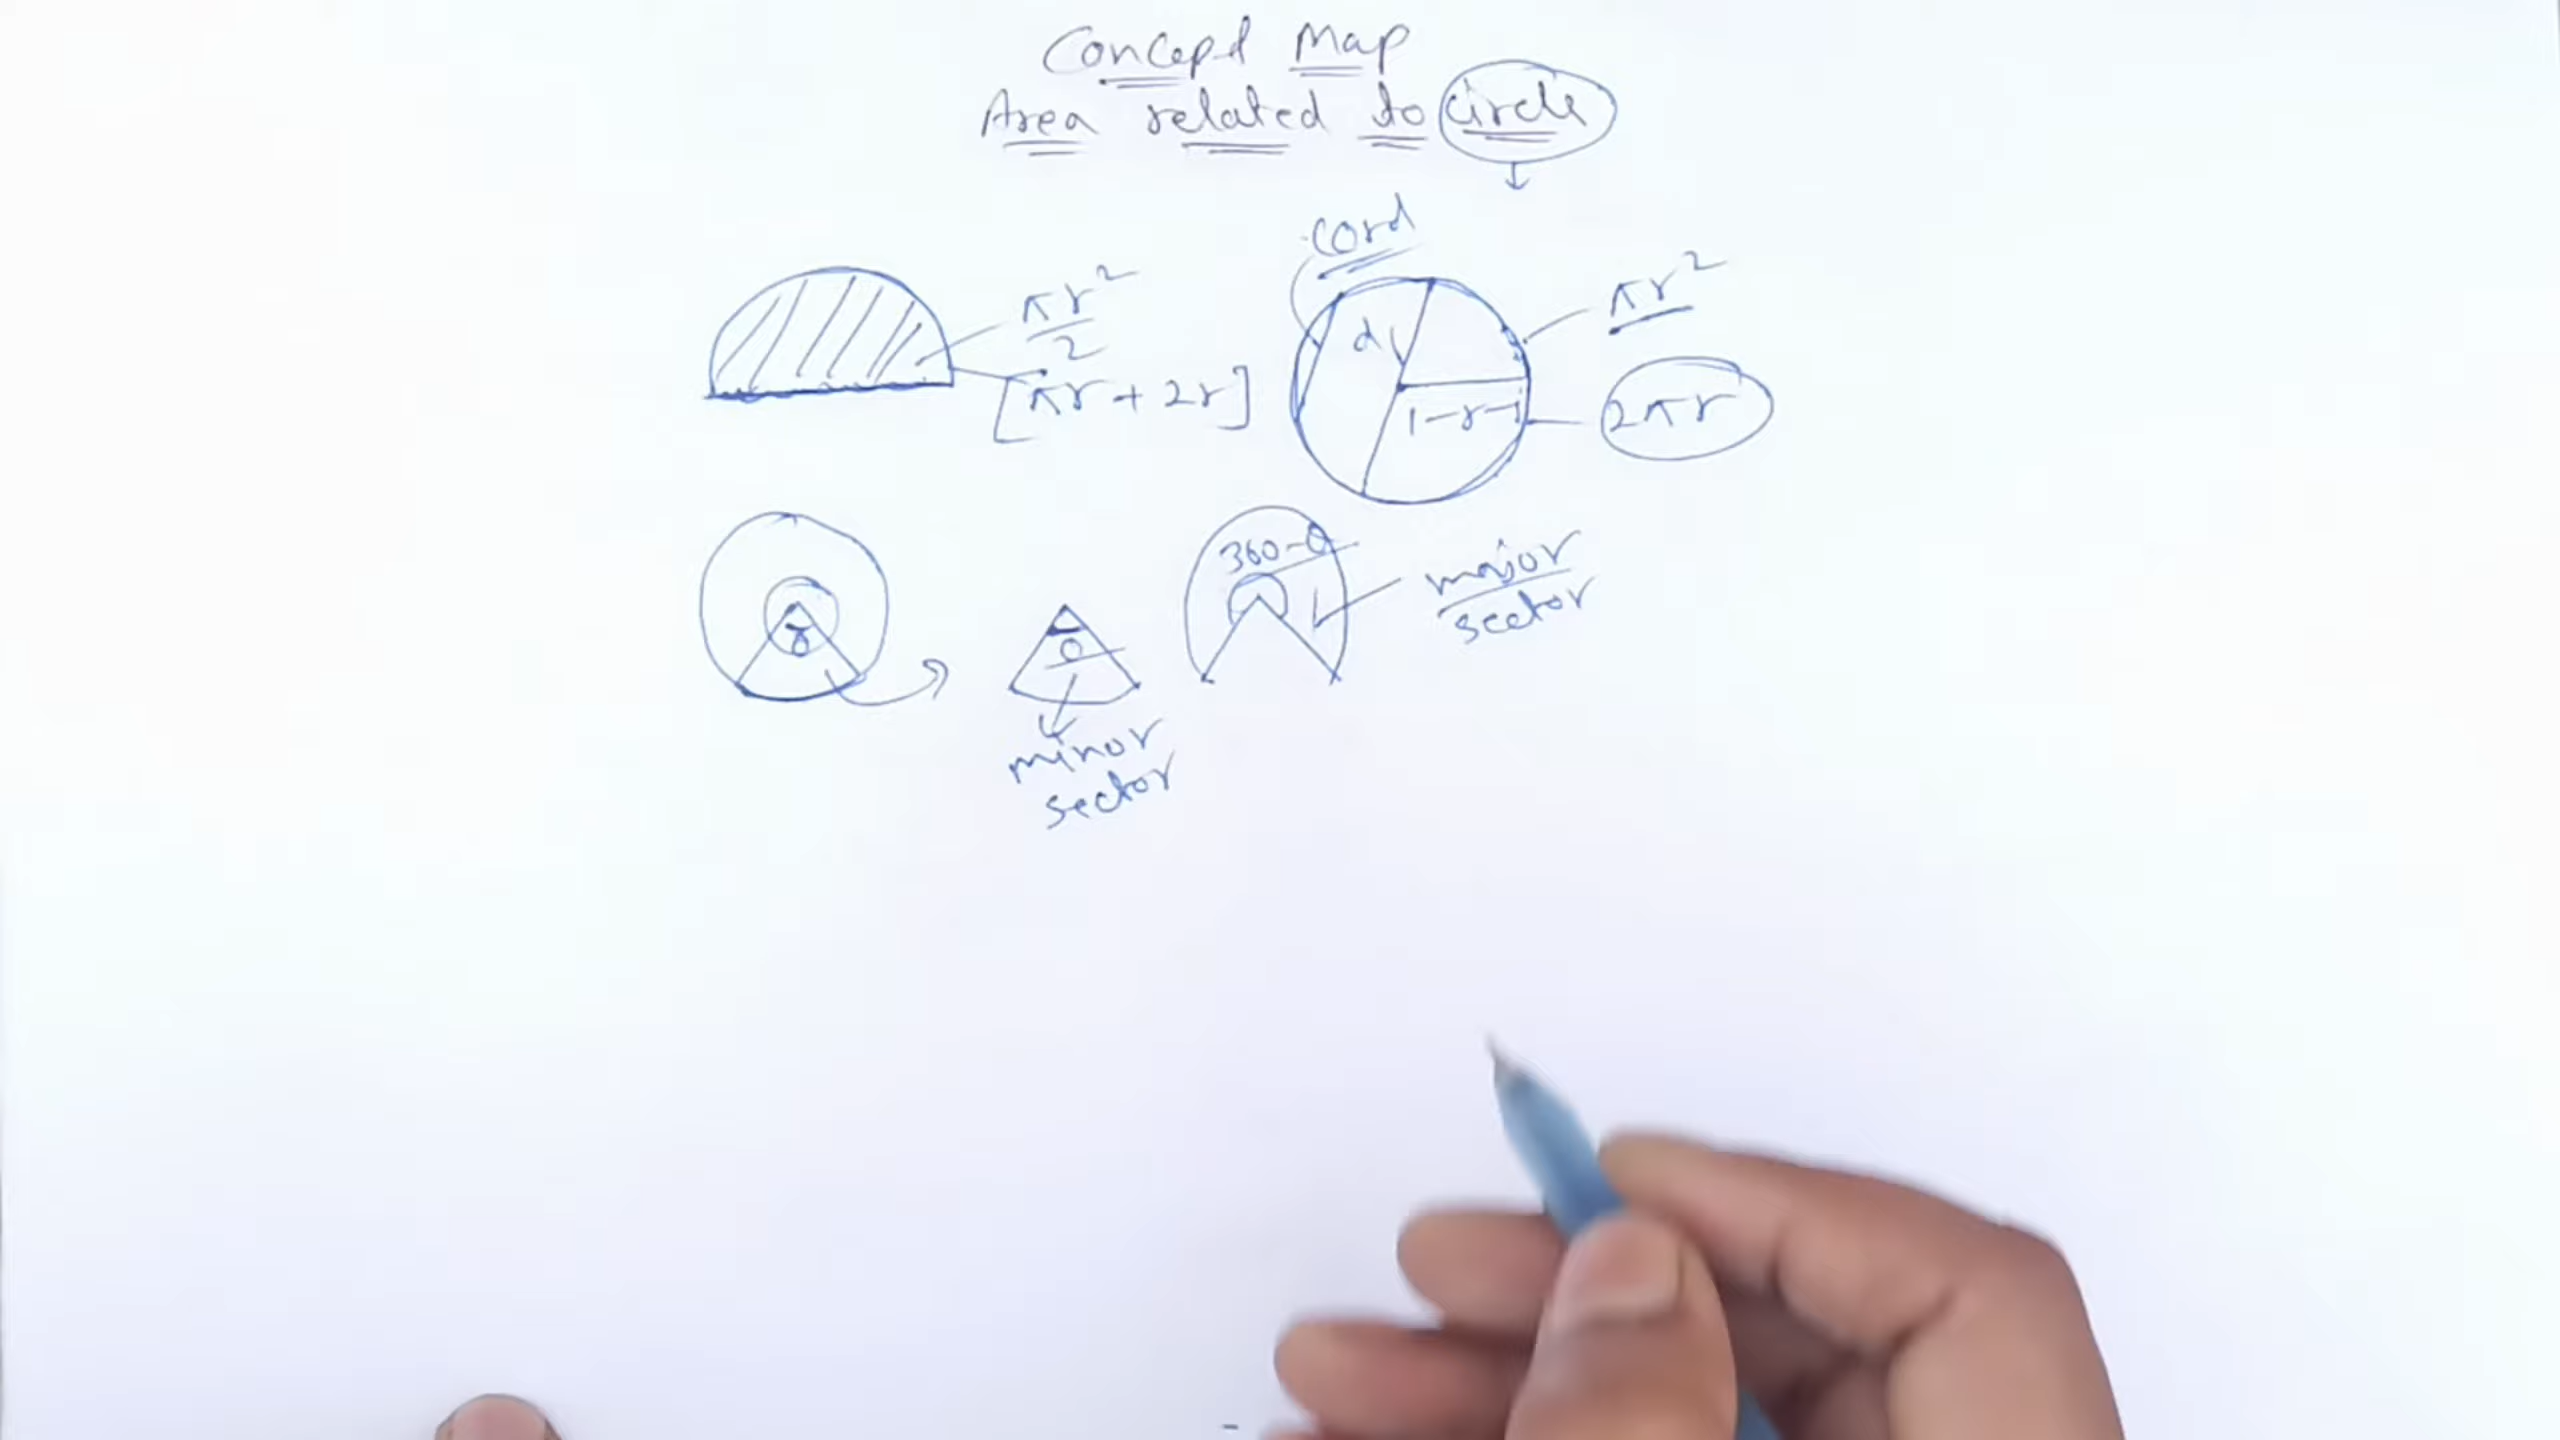 Concept Map
Area related to circle
cord
πr²/2
[πr + 2r]
d
r
πr²
2πr
θ
360-θ
major
sector
minor
sector